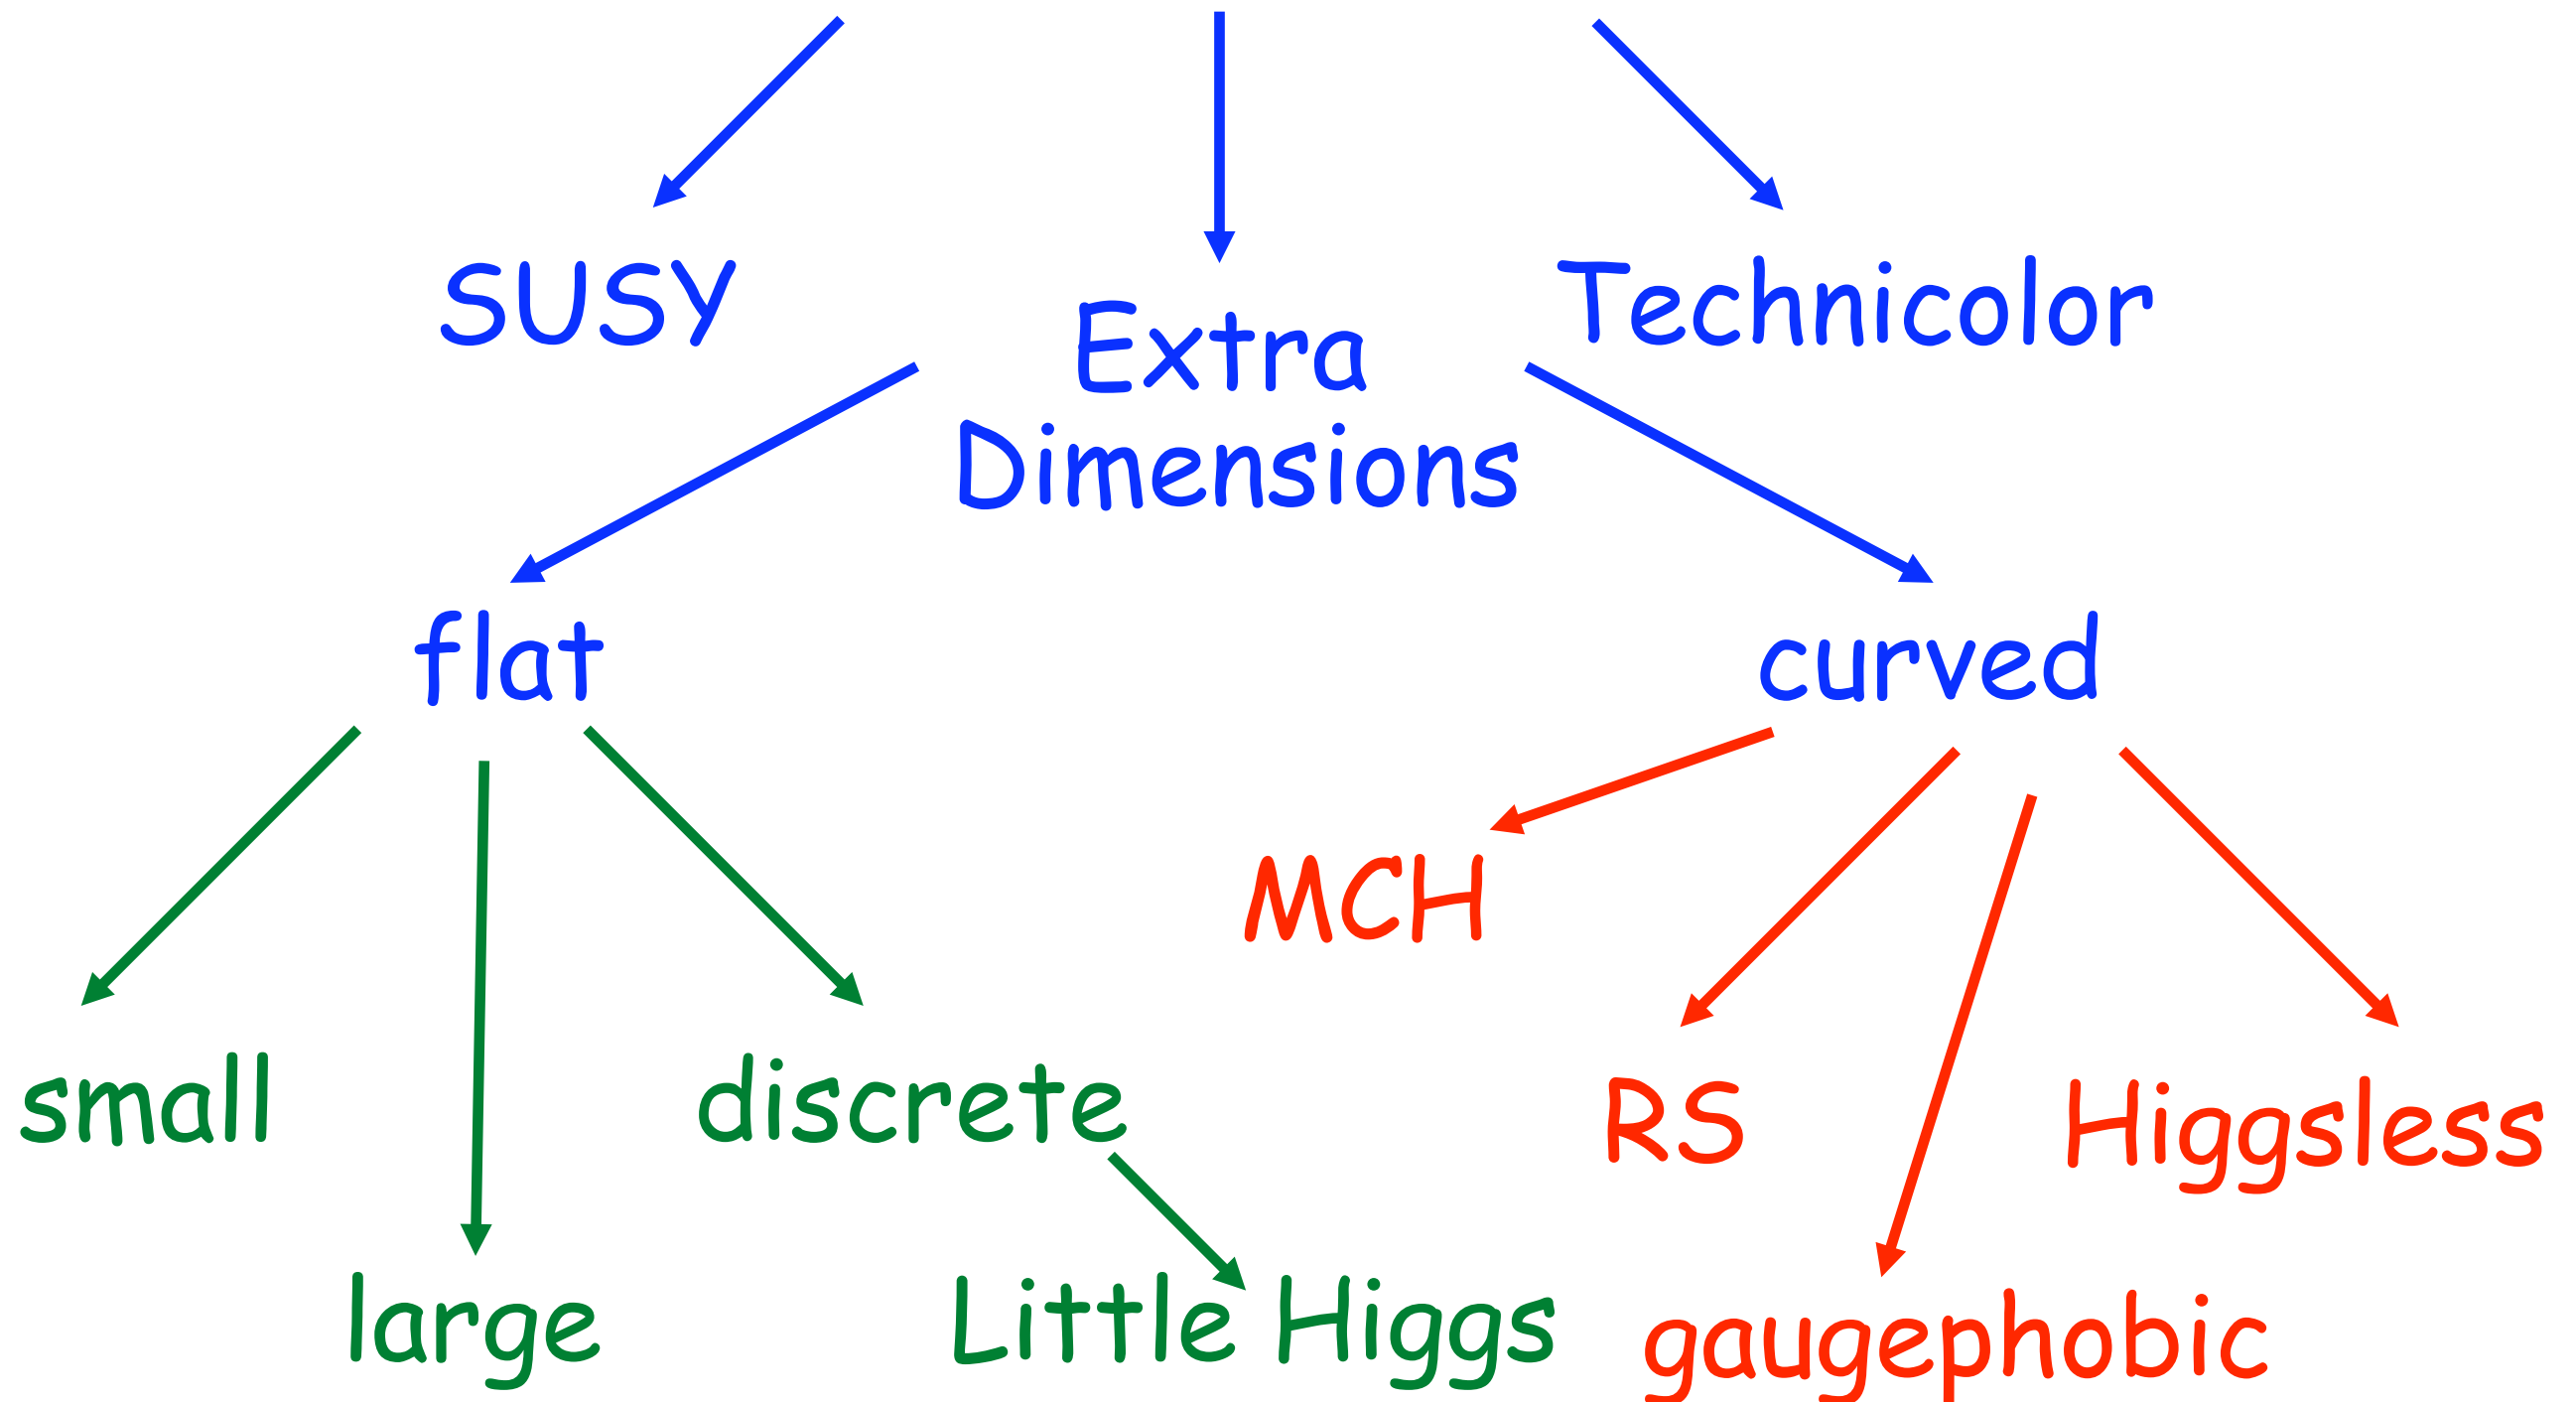 SUSY
Technicolor
Extra
Dimensions
flat
curved
MCH
small
discrete
RS
Higgsless
large
Little Higgs
gaugephobic